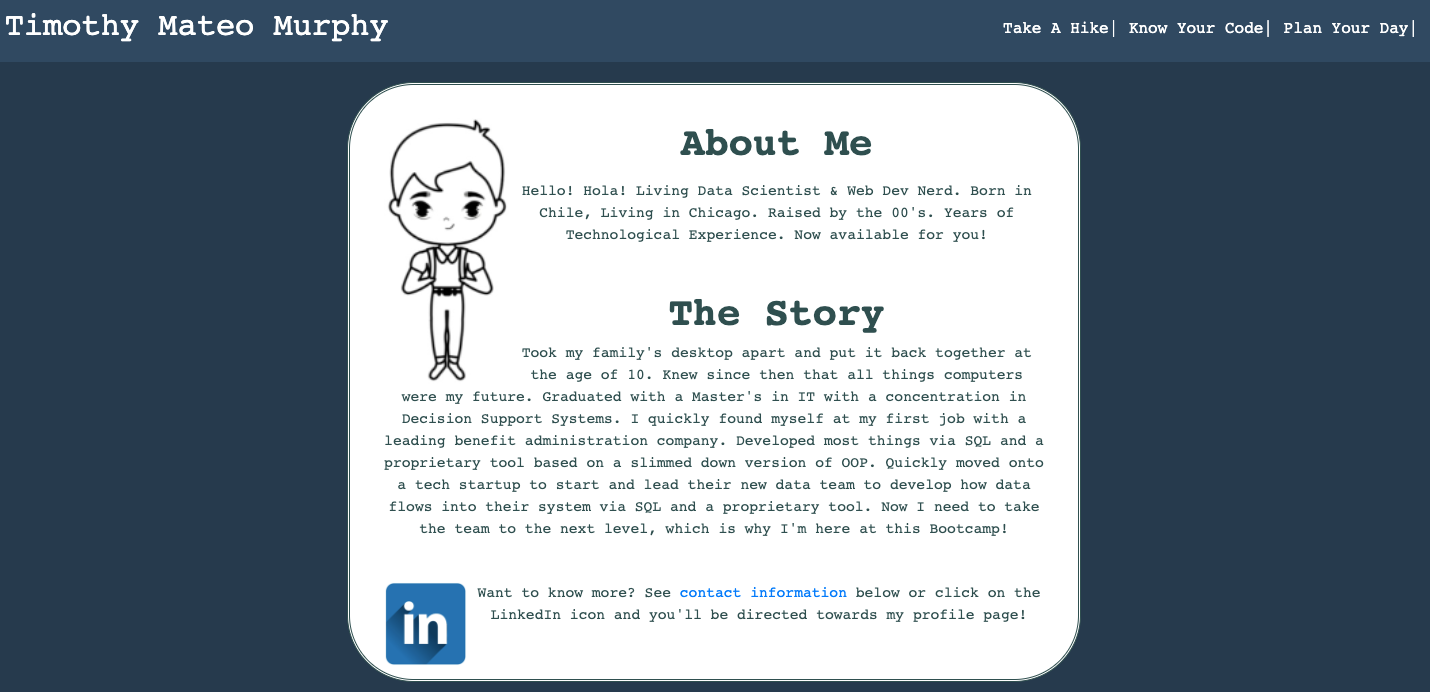 Timothy Mateo Murphy
Take A Hike| Know Your Code| Plan Your Day|
About Me
Hello! Hola! Living Data Scientist & Web Dev Nerd. Born in
Chile, Living in Chicago. Raised by the 00's. Years of
Technological Experience. Now available for you!
The Story
Took my family's desktop apart and put it back together at
the age of 10. Knew since then that all things computers
were my future. Graduated with a Master's in IT with a concentration in
Decision Support Systems. I quickly found myself at my first job with a
leading benefit administration company. Developed most things via SQL and a
proprietary tool based on a slimmed down version of OOP. Quickly moved onto
a tech startup to start and lead their new data team to develop how data
flows into their system via SQL and a proprietary tool. Now I need to take
the team to the next level, which is why I'm here at this Bootcamp!
in
Want to know more? See contact information below or click on the
LinkedIn icon and you'll be directed towards my profile page!